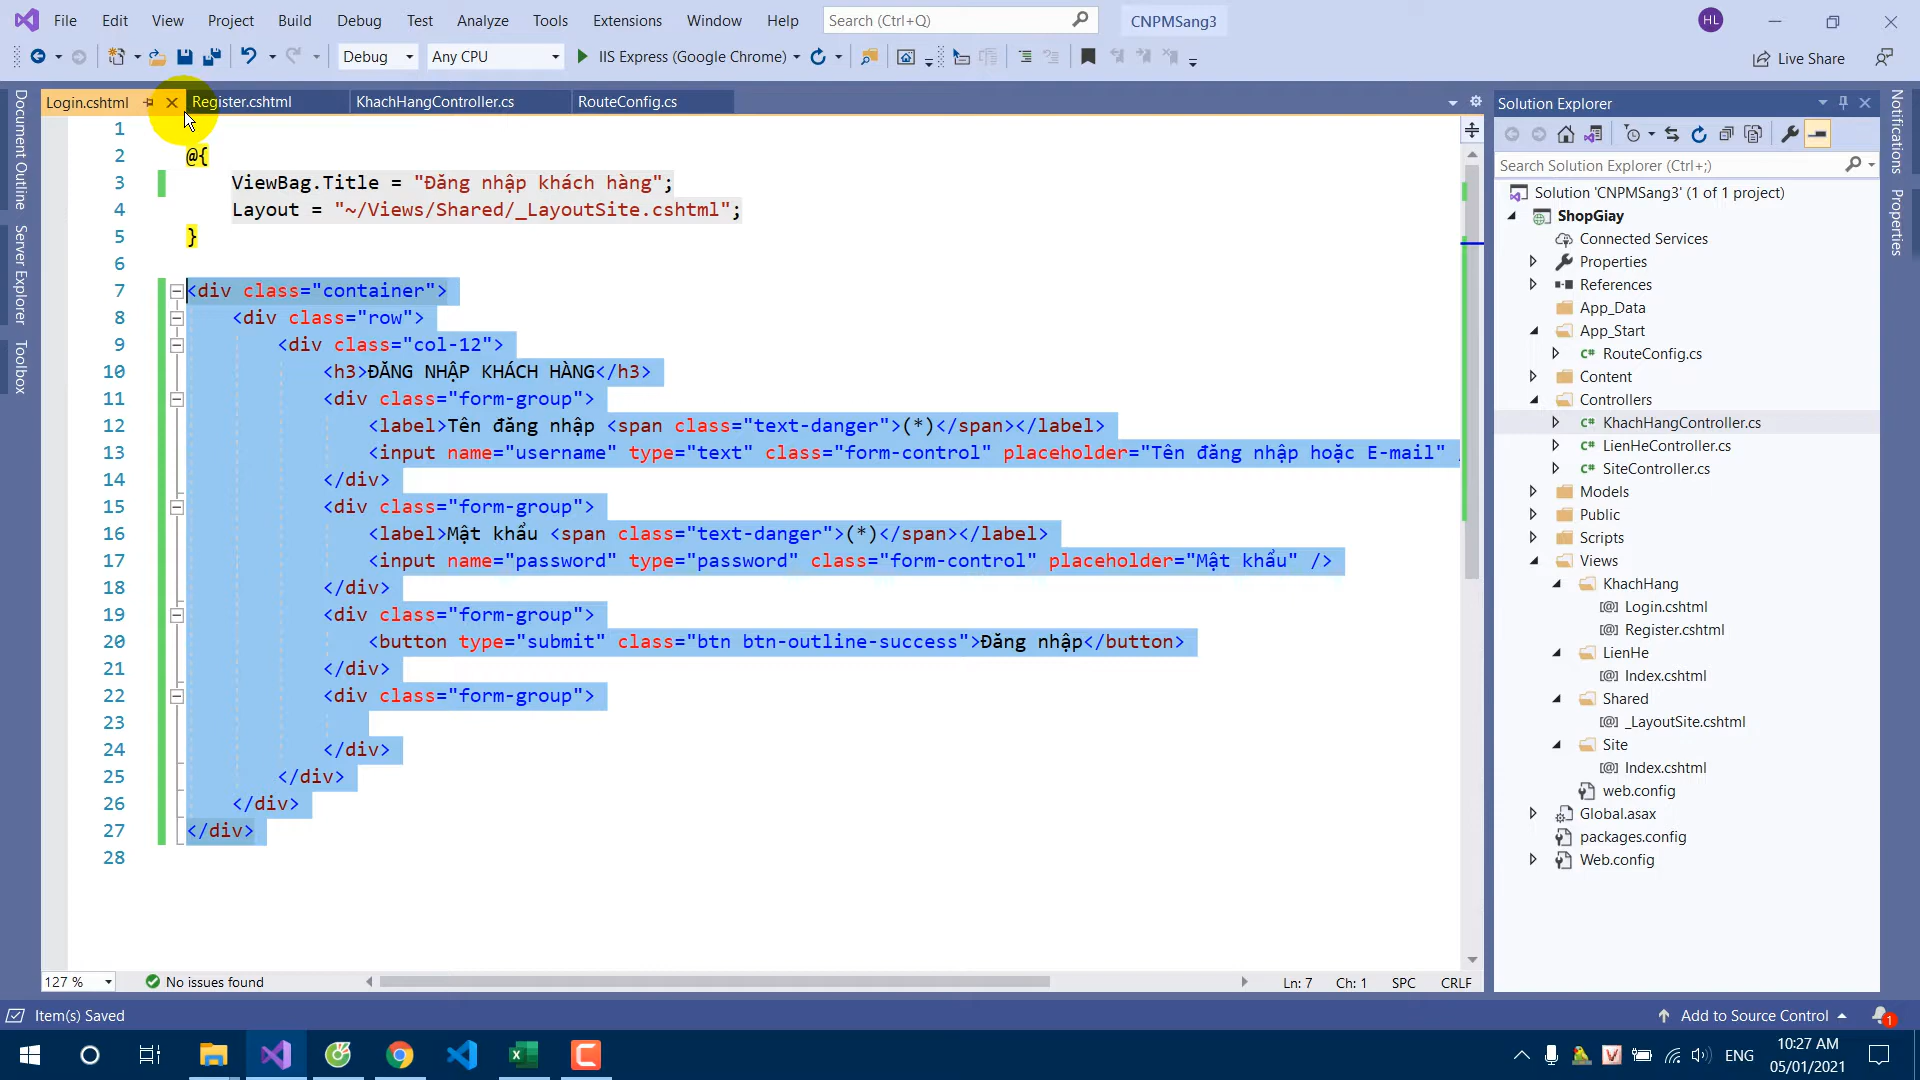 File Edit View Project Build Debug Test Analyze Tools Extensions Window Help Search (Ctrl+Q) CNPMSang3 HL
Debug Any CPU IIS Express (Google Chrome) Live Share
Login.cshtml Register.cshtml KhachHangController.cs RouteConfig.cs
Document Outline
Server Explorer
Toolbox
1
2 @{
3 ViewBag.Title = "Đăng nhập khách hàng";
4 Layout = "~/Views/Shared/_LayoutSite.cshtml";
5 }
6
7 <div class="container">
8 <div class="row">
9 <div class="col-12">
10 <h3>ĐĂNG NHẬP KHÁCH HÀNG</h3>
11 <div class="form-group">
12 <label>Tên đăng nhập <span class="text-danger">(*)</span></label>
13 <input name="username" type="text" class="form-control" placeholder="Tên đăng nhập hoặc E-mail"
14 </div>
15 <div class="form-group">
16 <label>Mật khẩu <span class="text-danger">(*)</span></label>
17 <input name="password" type="password" class="form-control" placeholder="Mật khẩu" />
18 </div>
19 <div class="form-group">
20 <button type="submit" class="btn btn-outline-success">Đăng nhập</button>
21 </div>
22 <div class="form-group">
23
24 </div>
25 </div>
26 </div>
27 </div>
28
127 % No issues found Ln: 7 Ch: 1 SPC CRLF
Solution Explorer
Search Solution Explorer (Ctrl+;)
Solution 'CNPMSang3' (1 of 1 project)
ShopGiay
Connected Services
Properties
References
App_Data
App_Start
C# RouteConfig.cs
Content
Controllers
C# KhachHangController.cs
C# LienHeController.cs
C# SiteController.cs
Models
Public
Scripts
Views
KhachHang
[@] Login.cshtml
[@] Register.cshtml
LienHe
[@] Index.cshtml
Shared
[@] _LayoutSite.cshtml
Site
[@] Index.cshtml
web.config
Global.asax
packages.config
Web.config
Notifications
Properties
Item(s) Saved Add to Source Control 1
ENG 10:27 AM
05/01/2021